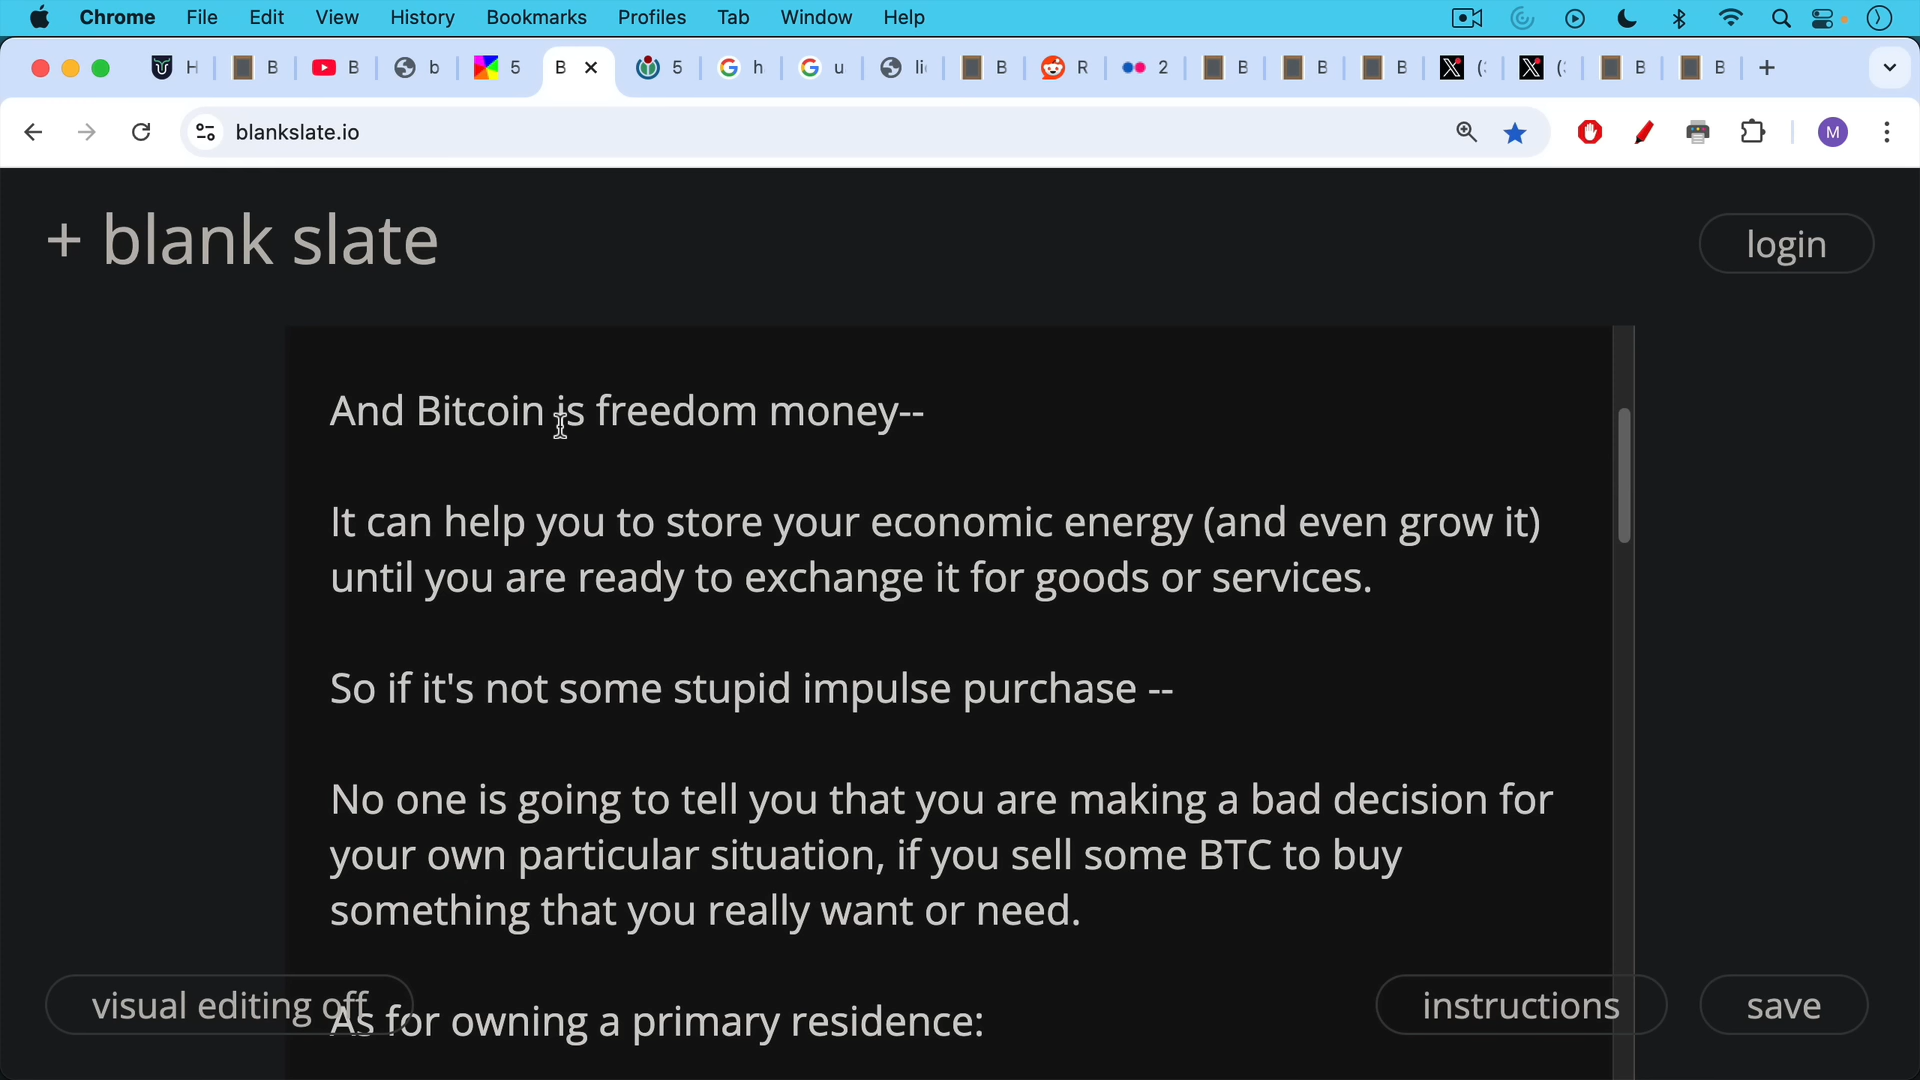 Chrome File Edit View History Bookmarks Profiles Tab Window Help
H B B b 5 B 5 h u li B R 2 B B B (: (: B B
blankslate.io M
+ blank slate login
And Bitcoin is freedom money--
It can help you to store your economic energy (and even grow it)
until you are ready to exchange it for goods or services.
So if it's not some stupid impulse purchase --
No one is going to tell you that you are making a bad decision for
your own particular situation, if you sell some BTC to buy
something that you really want or need.
As for owning a primary residence:
visual editing off instructions save